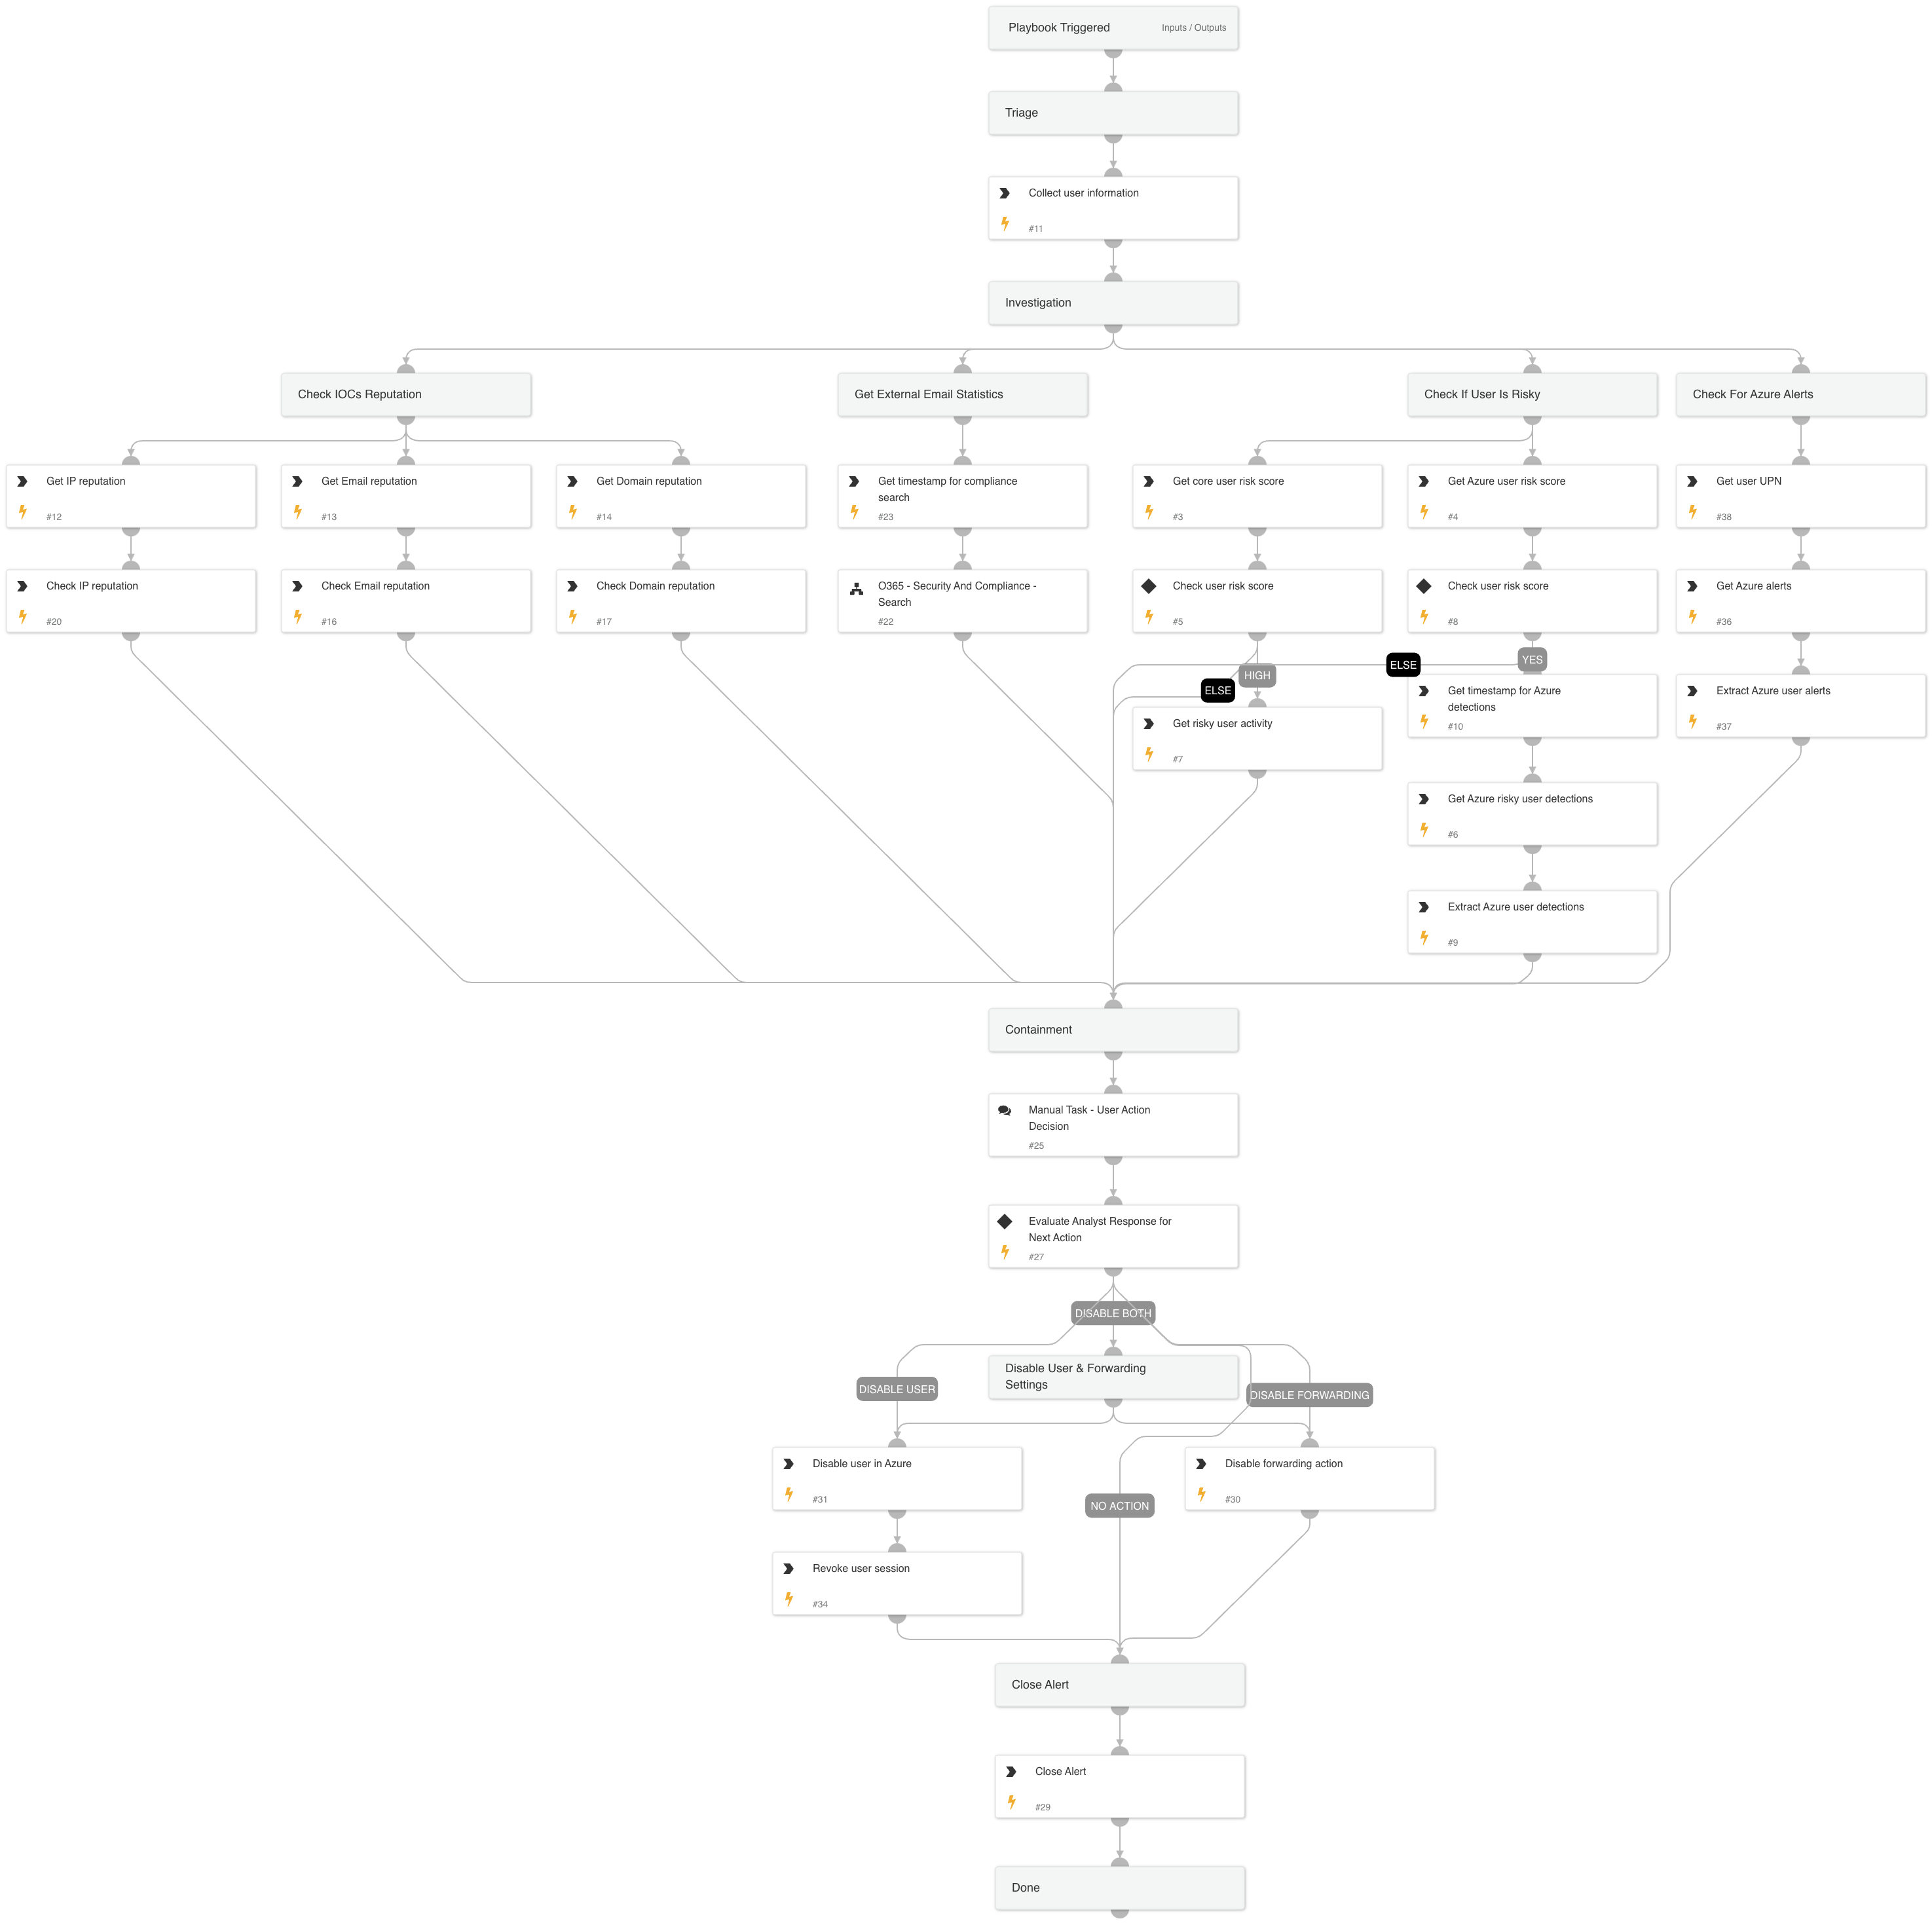 Playbook Triggered
Inputs / Outputs
Triage
Collect user information
#11
Investigation
Check IOCs Reputation
Get External Email Statistics
Check If User Is Risky
Check For Azure Alerts
Get IP reputation
#12
Get Email reputation
#13
Get Domain reputation
#14
Get timestamp for compliance
search
#23
Get core user risk score
#3
Get Azure user risk score
#4
Get user UPN
#38
Check IP reputation
#20
Check Email reputation
#16
Check Domain reputation
#17
O365 - Security And Compliance -
Search
#22
Check user risk score
#5
Check user risk score
#8
Get Azure alerts
#36
ELSE
YES
HIGH
ELSE
Get risky user activity
#7
Get timestamp for Azure
detections
#10
Extract Azure user alerts
#37
Get Azure risky user detections
#6
Extract Azure user detections
#9
Containment
Manual Task - User Action
Decision
#25
Evaluate Analyst Response for
Next Action
#27
DISABLE BOTH
Disable User & Forwarding
Settings
DISABLE USER
DISABLE FORWARDING
Disable user in Azure
#31
NO ACTION
Disable forwarding action
#30
Revoke user session
#34
Close Alert
Close Alert
#29
Done